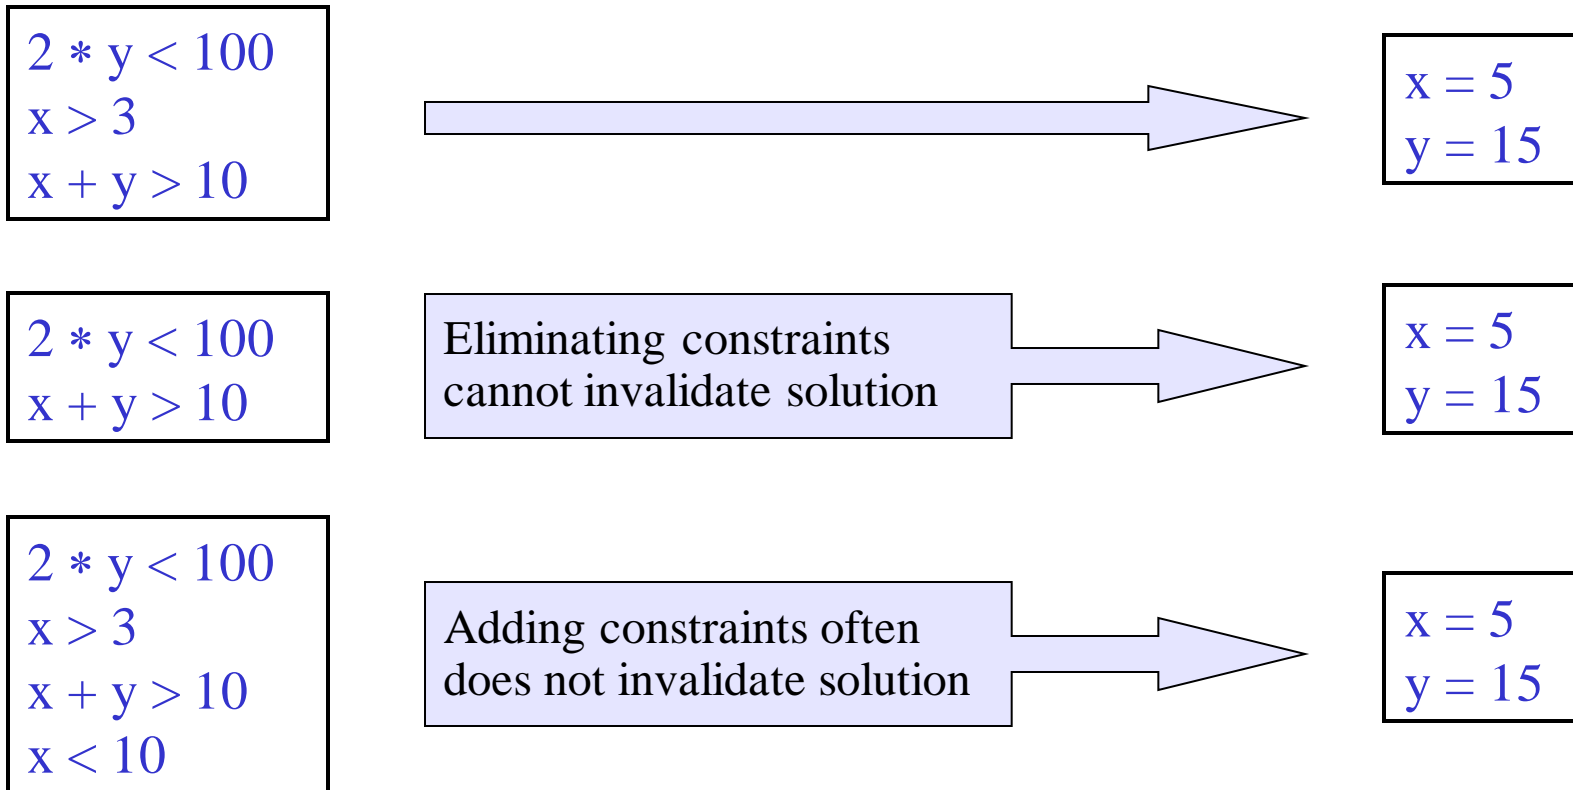 2 * y < 100
x > 3
x + y > 10
x = 5
y = 15
2 * y < 100
x + y > 10
Eliminating constraints
cannot invalidate solution
x = 5
y = 15
2 * y < 100
x > 3
x + y > 10
x < 10
Adding constraints often
does not invalidate solution
x = 5
y = 15